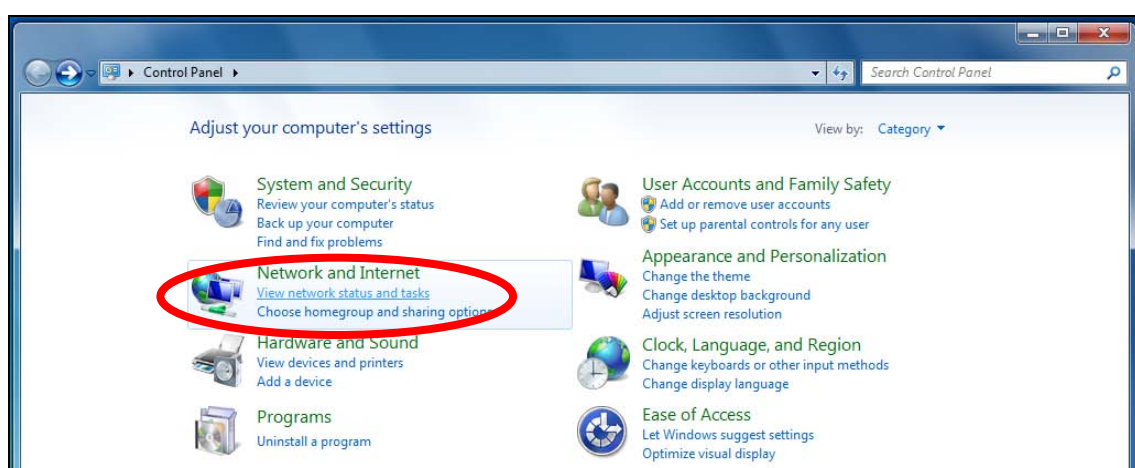 Control Panel
Search Control Panel
Adjust your computer's settings
View by: Category
System and Security
Review your computer's status
Back up your computer
Find and fix problems
Network and Internet
View network status and tasks
Choose homegroup and sharing options
Hardware and Sound
View devices and printers
Add a device
Programs
Uninstall a program
User Accounts and Family Safety
Add or remove user accounts
Set up parental controls for any user
Appearance and Personalization
Change the theme
Change desktop background
Adjust screen resolution
Clock, Language, and Region
Change keyboards or other input methods
Change display language
Ease of Access
Let Windows suggest settings
Optimize visual display